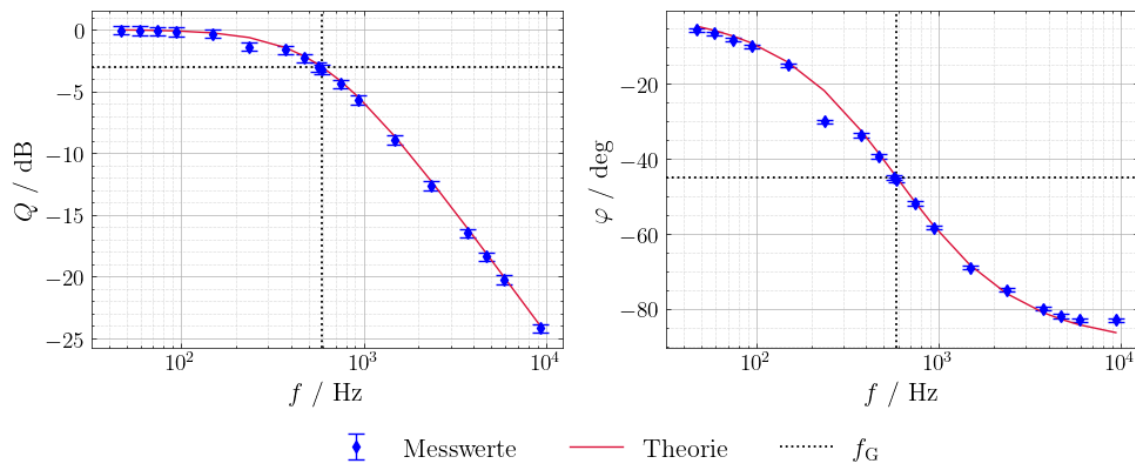 0
−5
−10
−15
−20
−25
Q / dB
10² 10³ 10⁴
f / Hz
−20
−40
−60
−80
φ / deg
10² 10³ 10⁴
f / Hz
Messwerte Theorie f_G